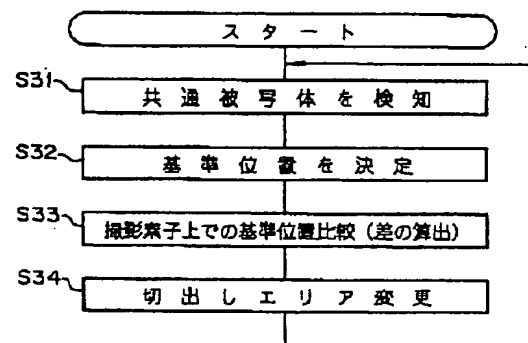 スタート
S31
共通被写体を検知
S32
基準位置を決定
S33
撮影素子上での基準位置比較（差の算出）
S34
切出しエリア変更